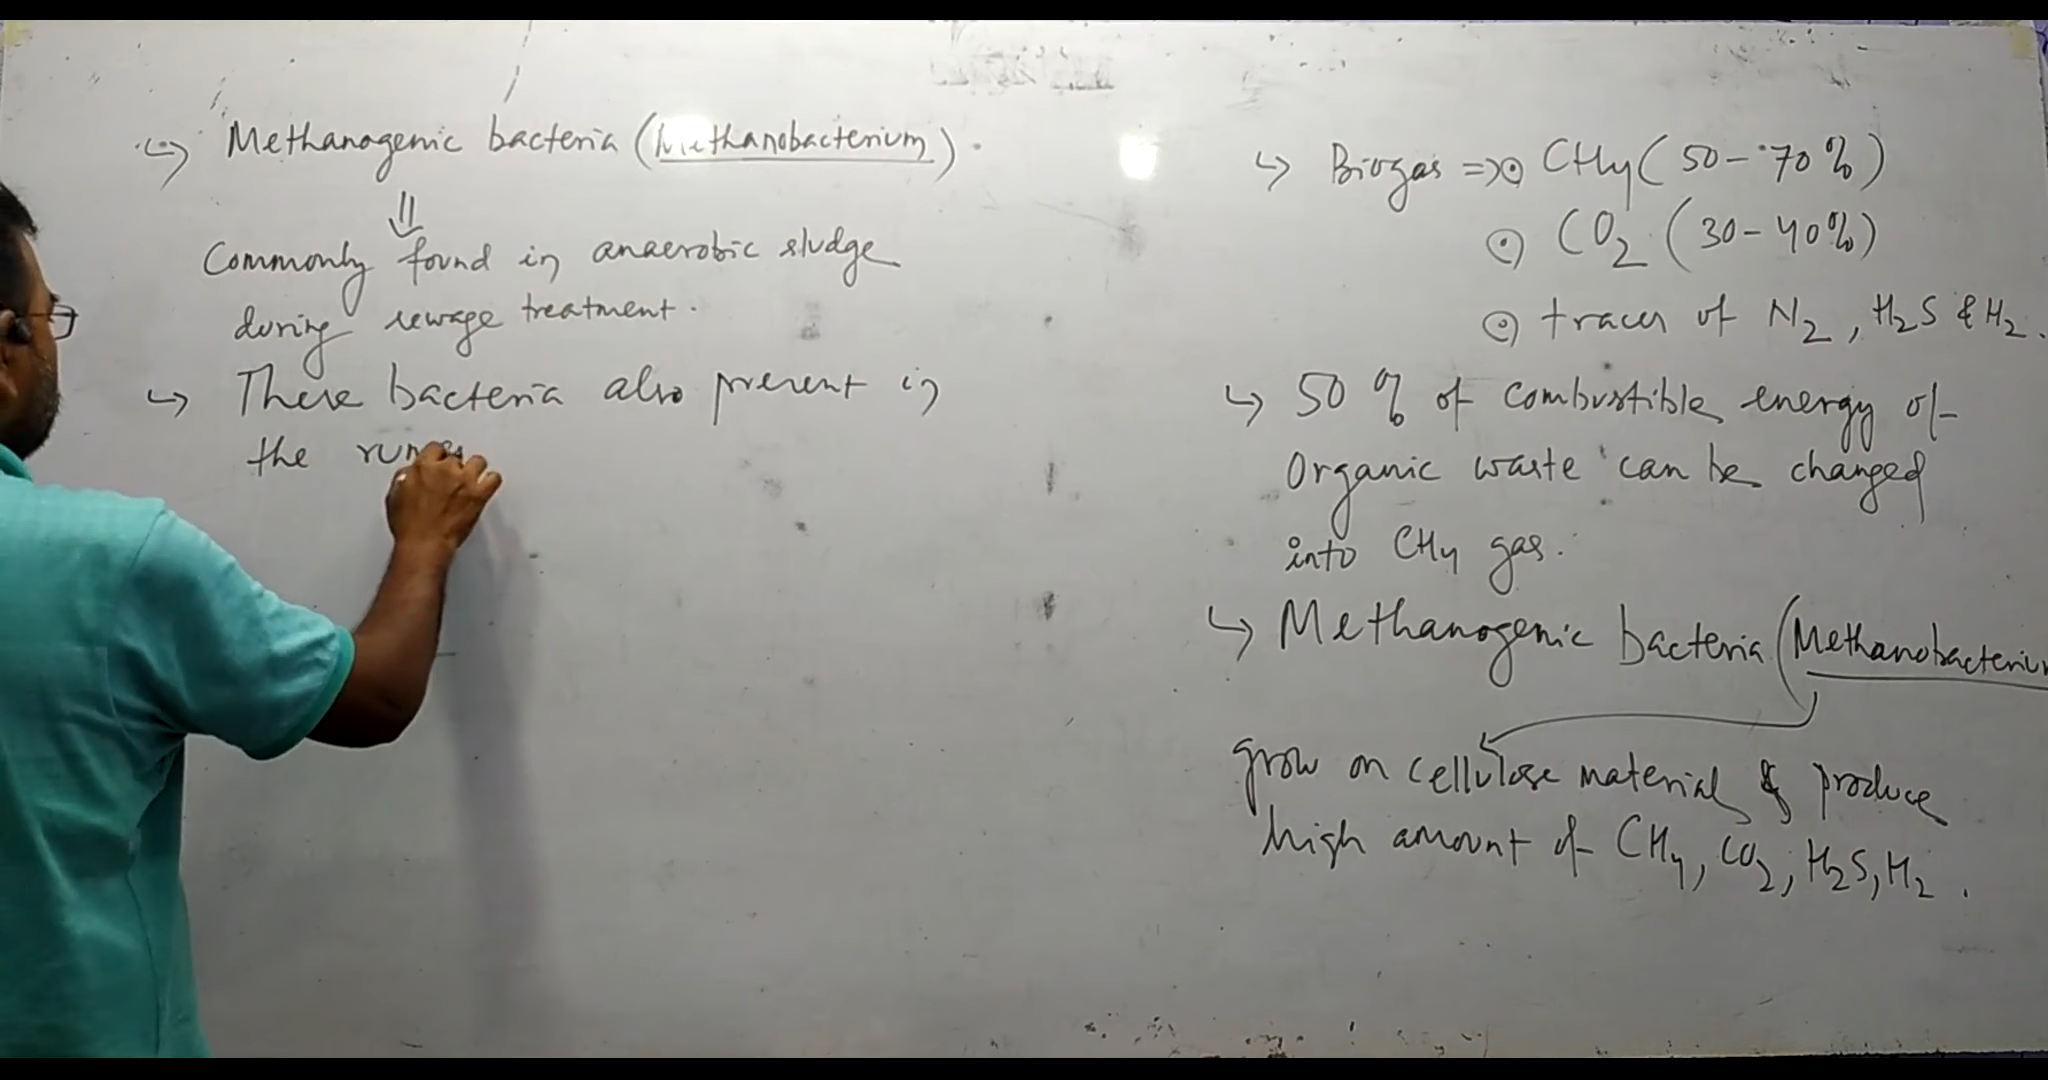 ↳ Methanogenic bacteria (Methanobacterium).
⇓
Commonly found in anaerobic sludge
during sewage treatment.
↳ These bacteria also present in
the rumen
↳ Biogas => ⊙ CH4 (50-70%)
⊙ CO2 (30-40%)
⊙ traces of N2, H2S & H2.
↳ 50% of combustible energy of
Organic waste can be changed
into CH4 gas.
↳ Methanogenic bacteria (Methanobacterium
grow on cellulose material & produce
high amount of CH4, CO2, H2S, H2.